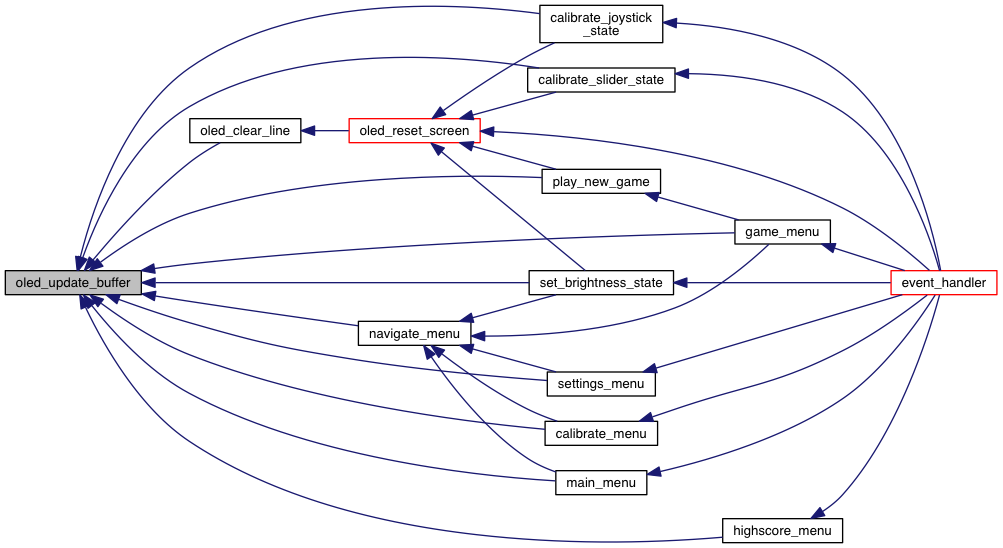 calibrate_joystick
_state
calibrate_slider_state
oled_clear_line
oled_reset_screen
play_new_game
game_menu
oled_update_buffer
set_brightness_state
event_handler
navigate_menu
settings_menu
calibrate_menu
main_menu
highscore_menu